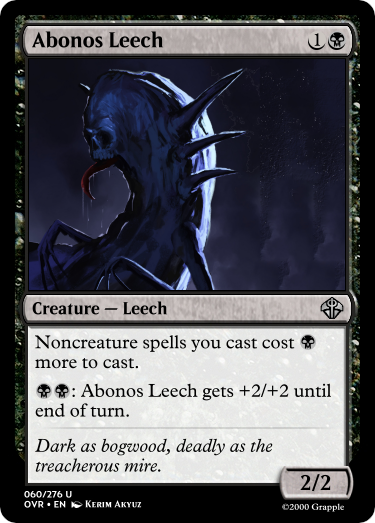 Abonos Leech 1
Creature — Leech
Noncreature spells you cast cost
more to cast.
: Abonos Leech gets +2/+2 until
end of turn.
Dark as bogwood, deadly as the
treacherous mire.
2/2
060/276 U
OVR • EN Kerim Akyuz
©2000 Grapple